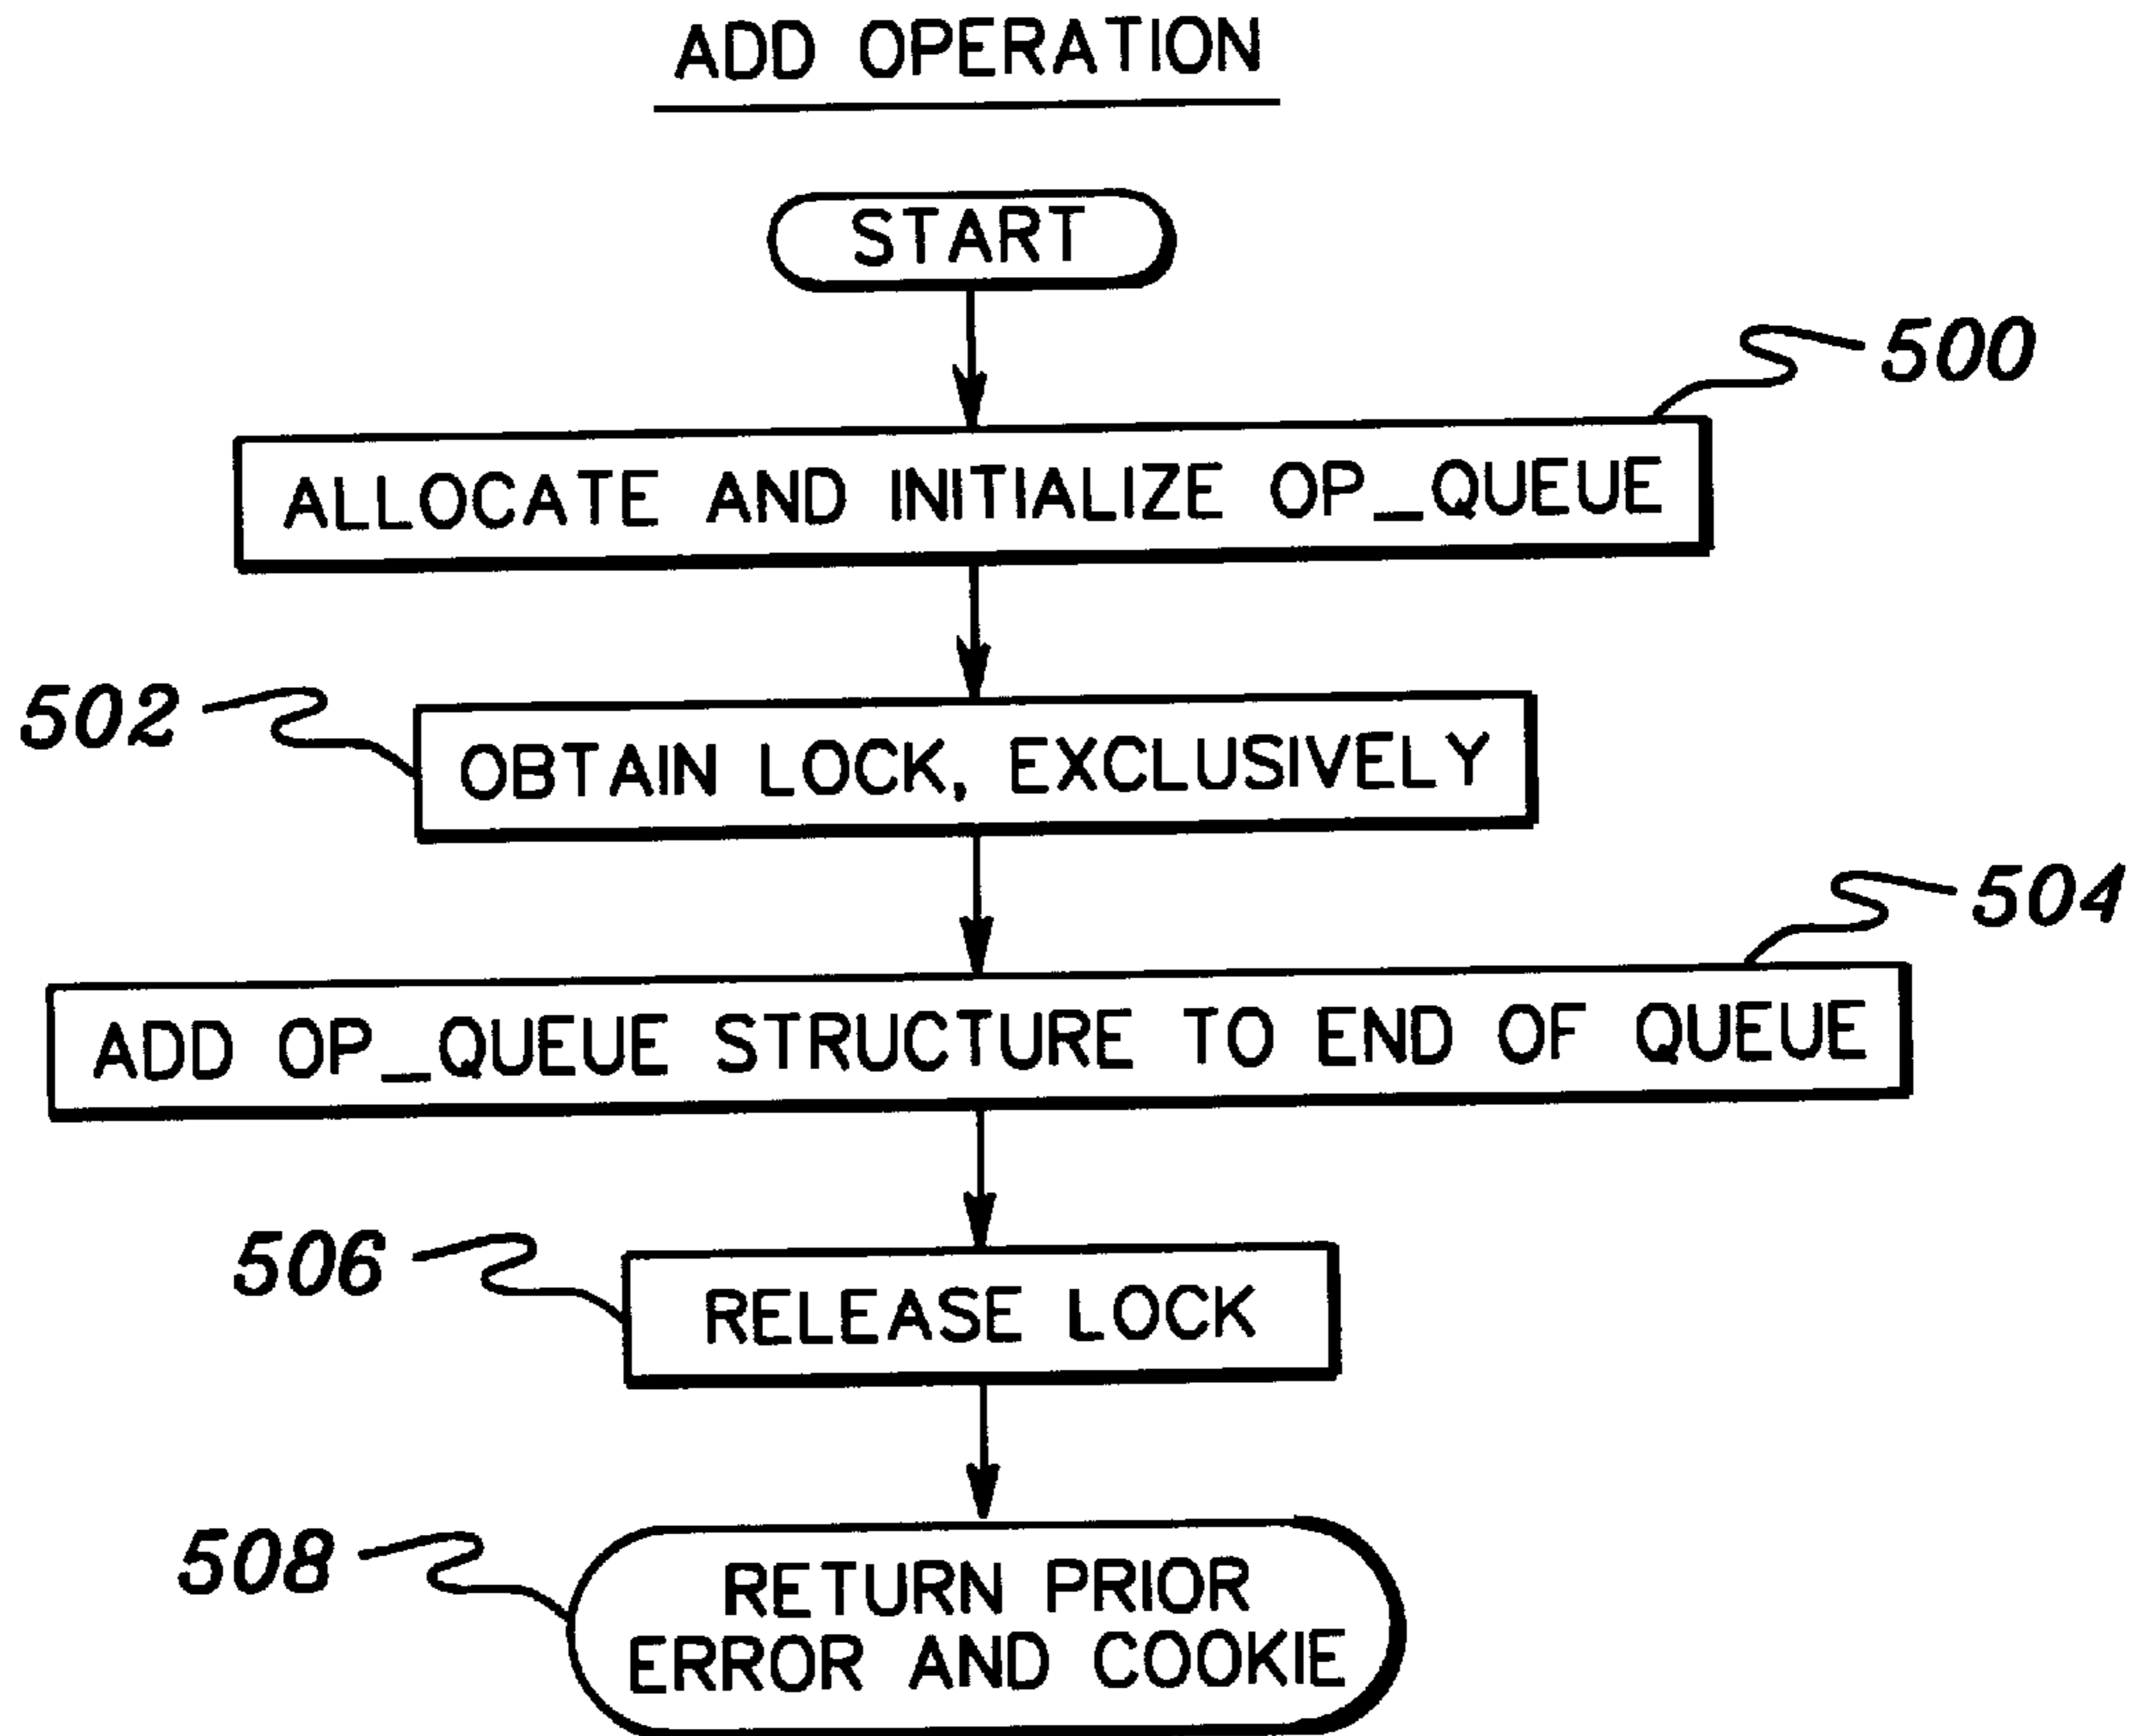 ADD OPERATION
START
500
ALLOCATE AND INITIALIZE OP_QUEUE
502
OBTAIN LOCK, EXCLUSIVELY
504
ADD OP_QUEUE STRUCTURE TO END OF QUEUE
506
RELEASE LOCK
508
RETURN PRIOR
ERROR AND COOKIE